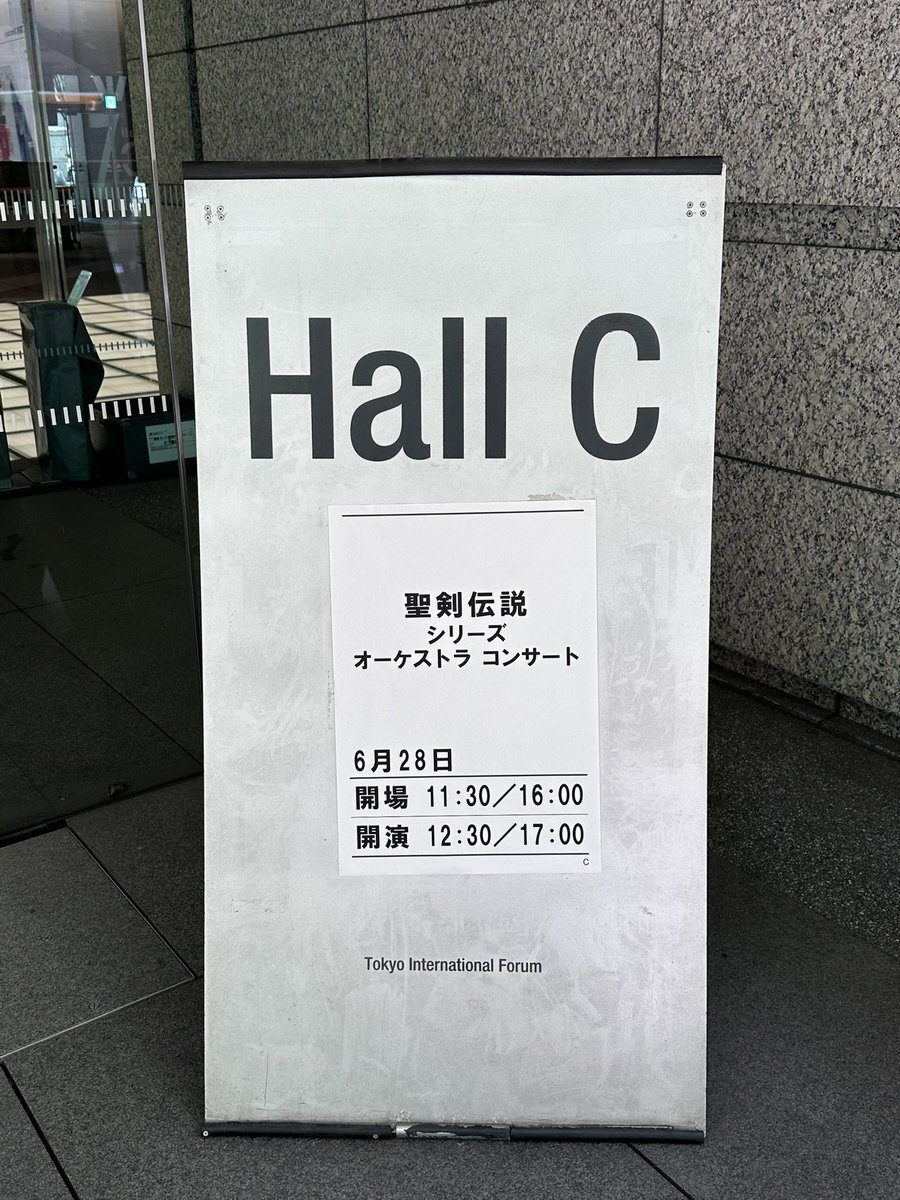 Hall C
聖剣伝説
シリーズ
オーケストラ コンサート
6月28日
開場 11:30／16:00
開演 12:30／17:00
C
Tokyo International Forum